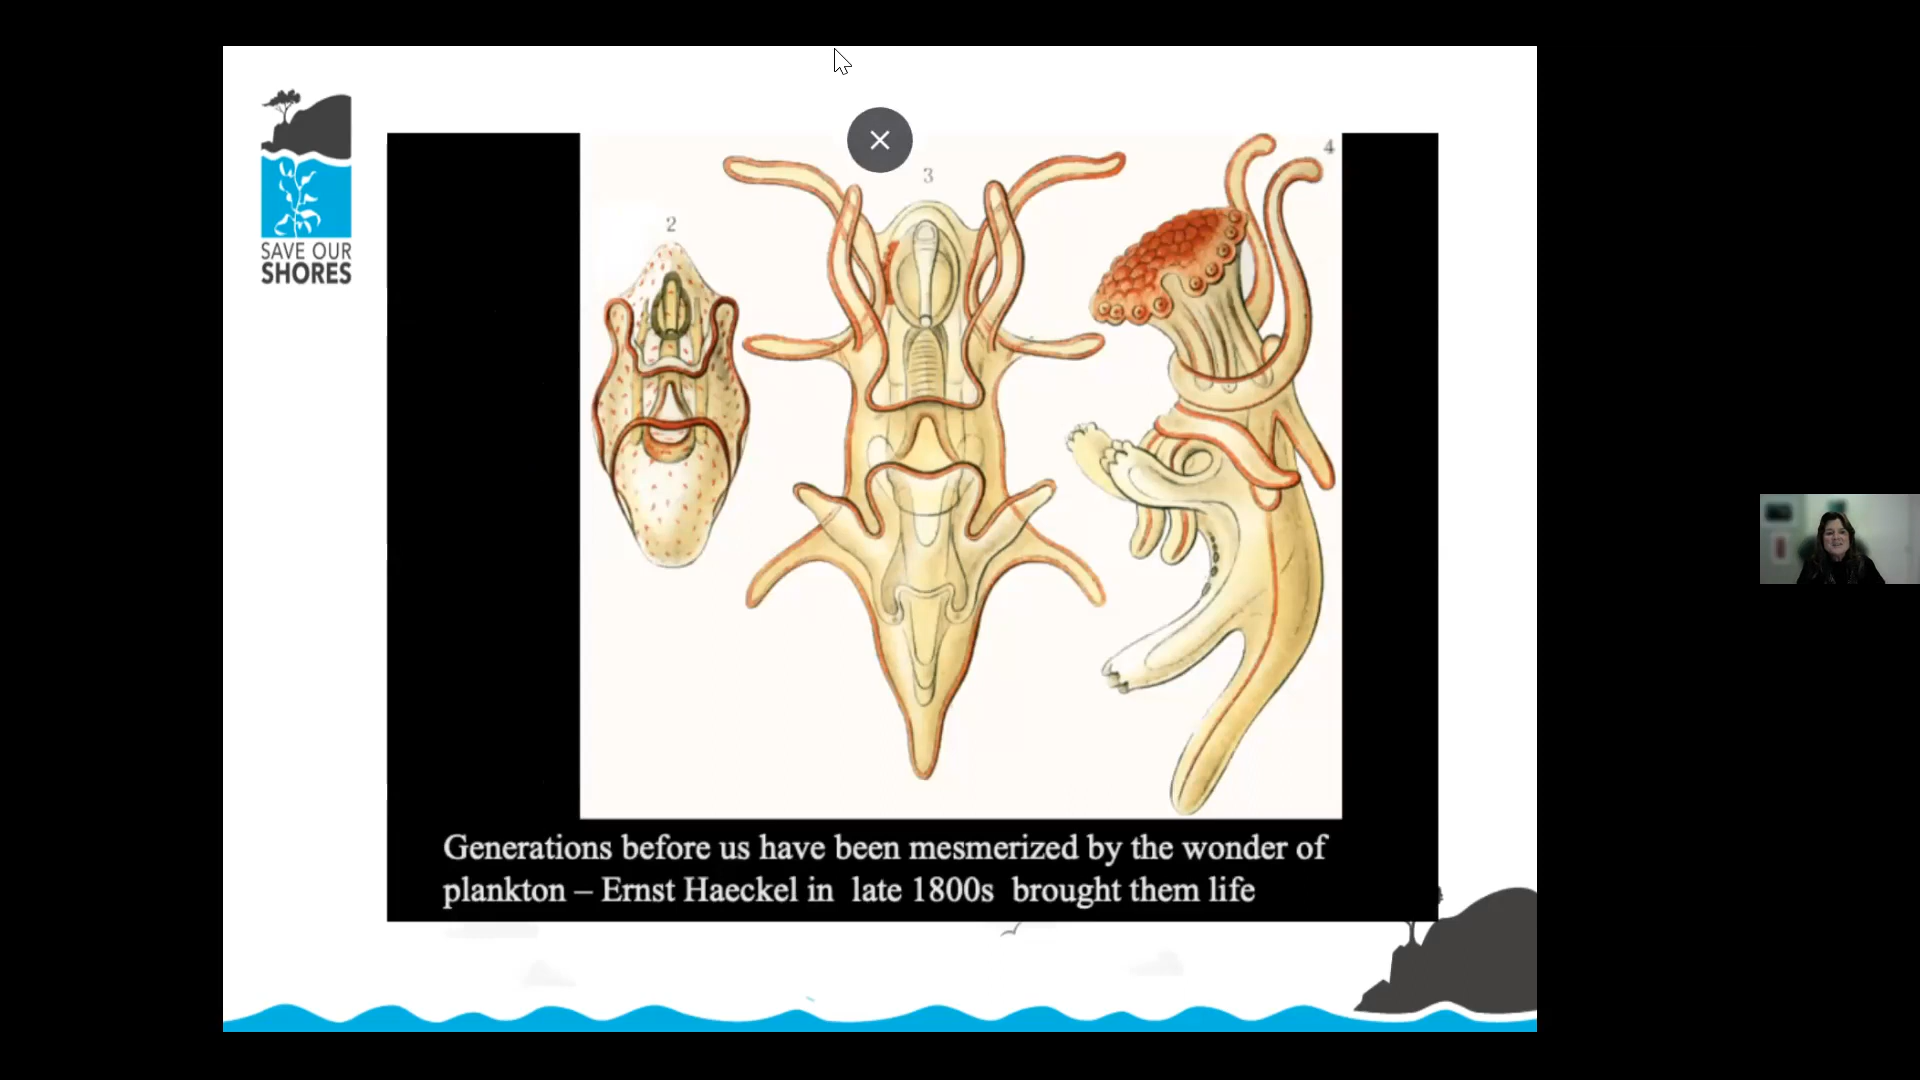 SAVE OUR
SHORES
2
3
4
Generations before us have been mesmerized by the wonder of
plankton – Ernst Haeckel in  late 1800s  brought them life